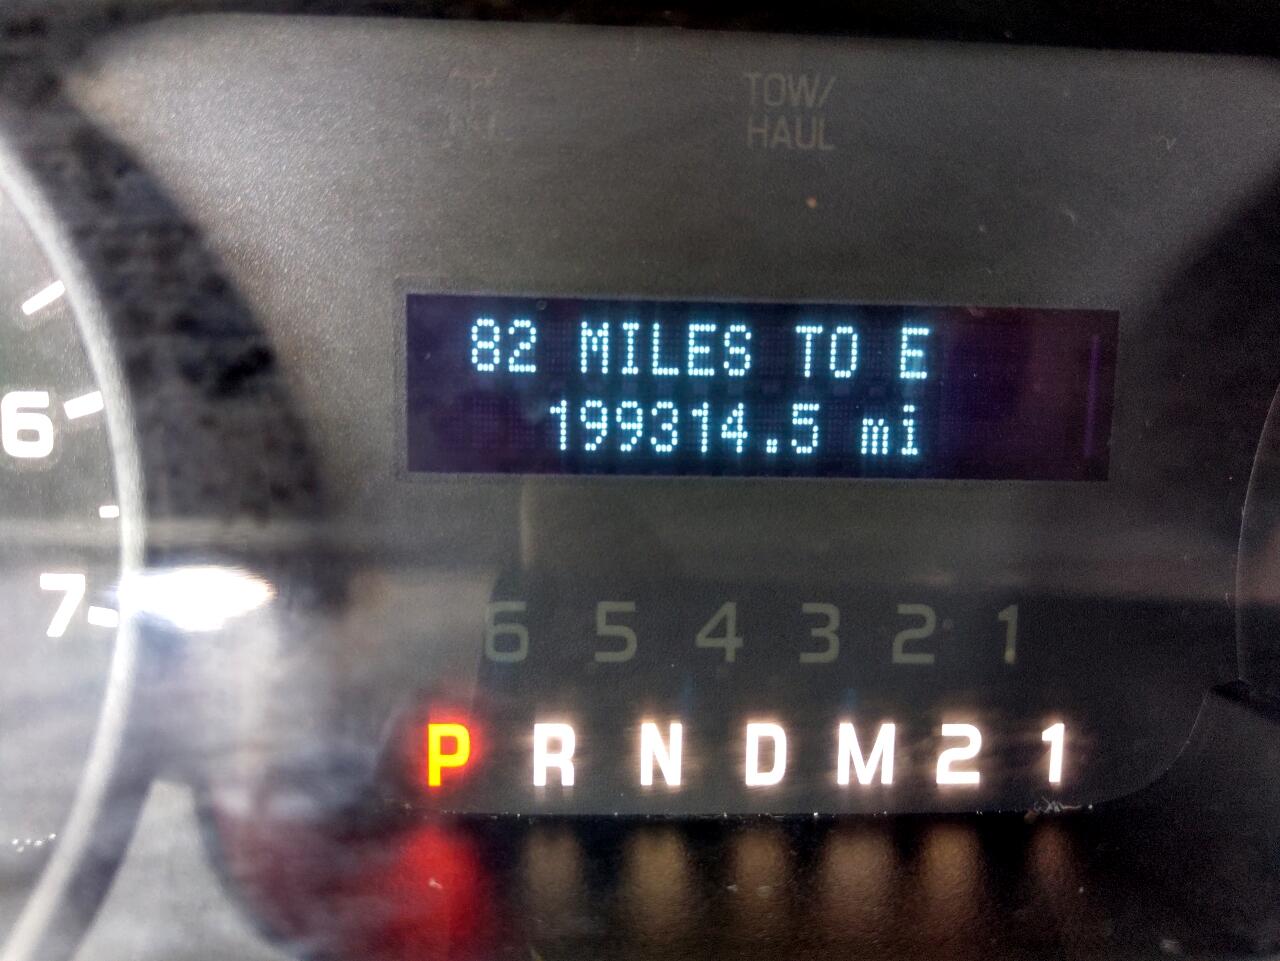 TOW/
HAUL
82 MILES TO E
199314.5 mi
6
7
6 5 4 3 2 1
P R N D M 2 1